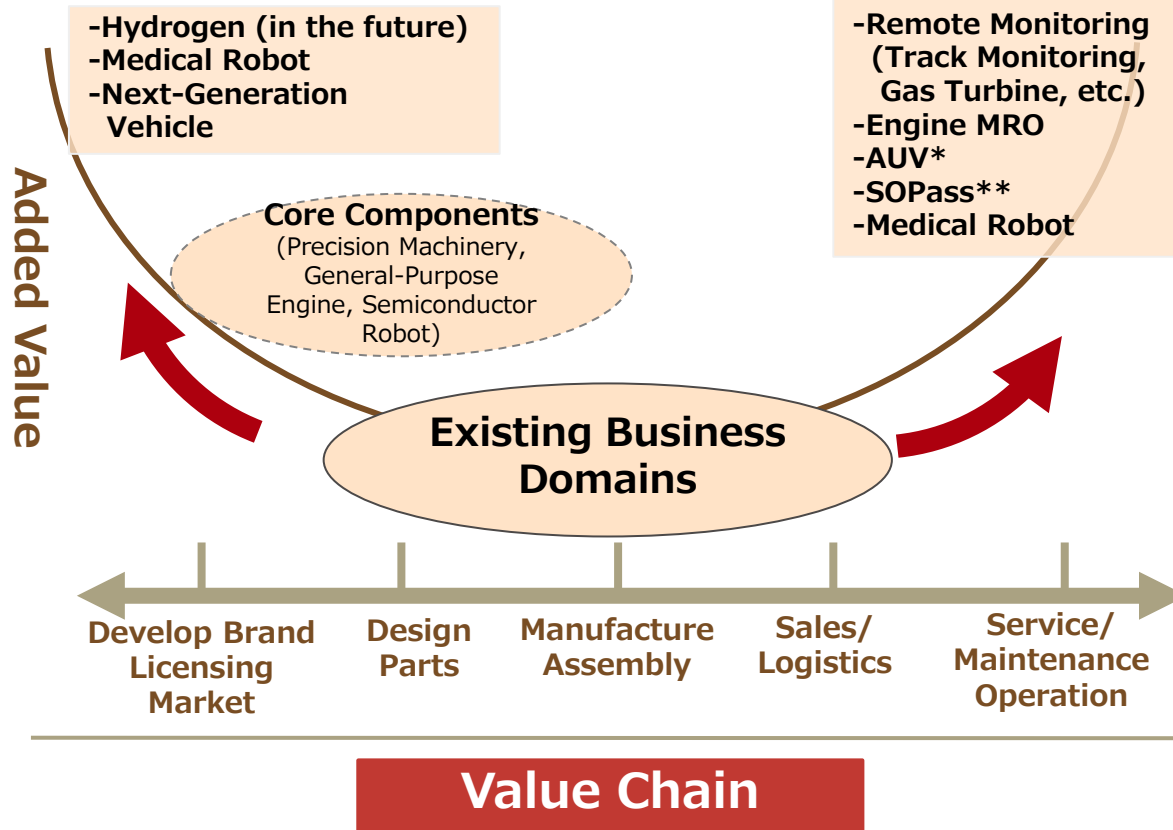 -Hydrogen (in the future)
-Medical Robot
-Next-Generation
Vehicle
-Remote Monitoring
(Track Monitoring,
Gas Turbine, etc.)
-Engine MRO
-AUV*
-SOPass**
-Medical Robot
Added Value
Core Components
(Precision Machinery,
General-Purpose
Engine, Semiconductor
Robot)
Existing Business
Domains
Develop Brand
Licensing
Market
Design
Parts
Manufacture
Assembly
Sales/
Logistics
Service/
Maintenance
Operation
Value Chain